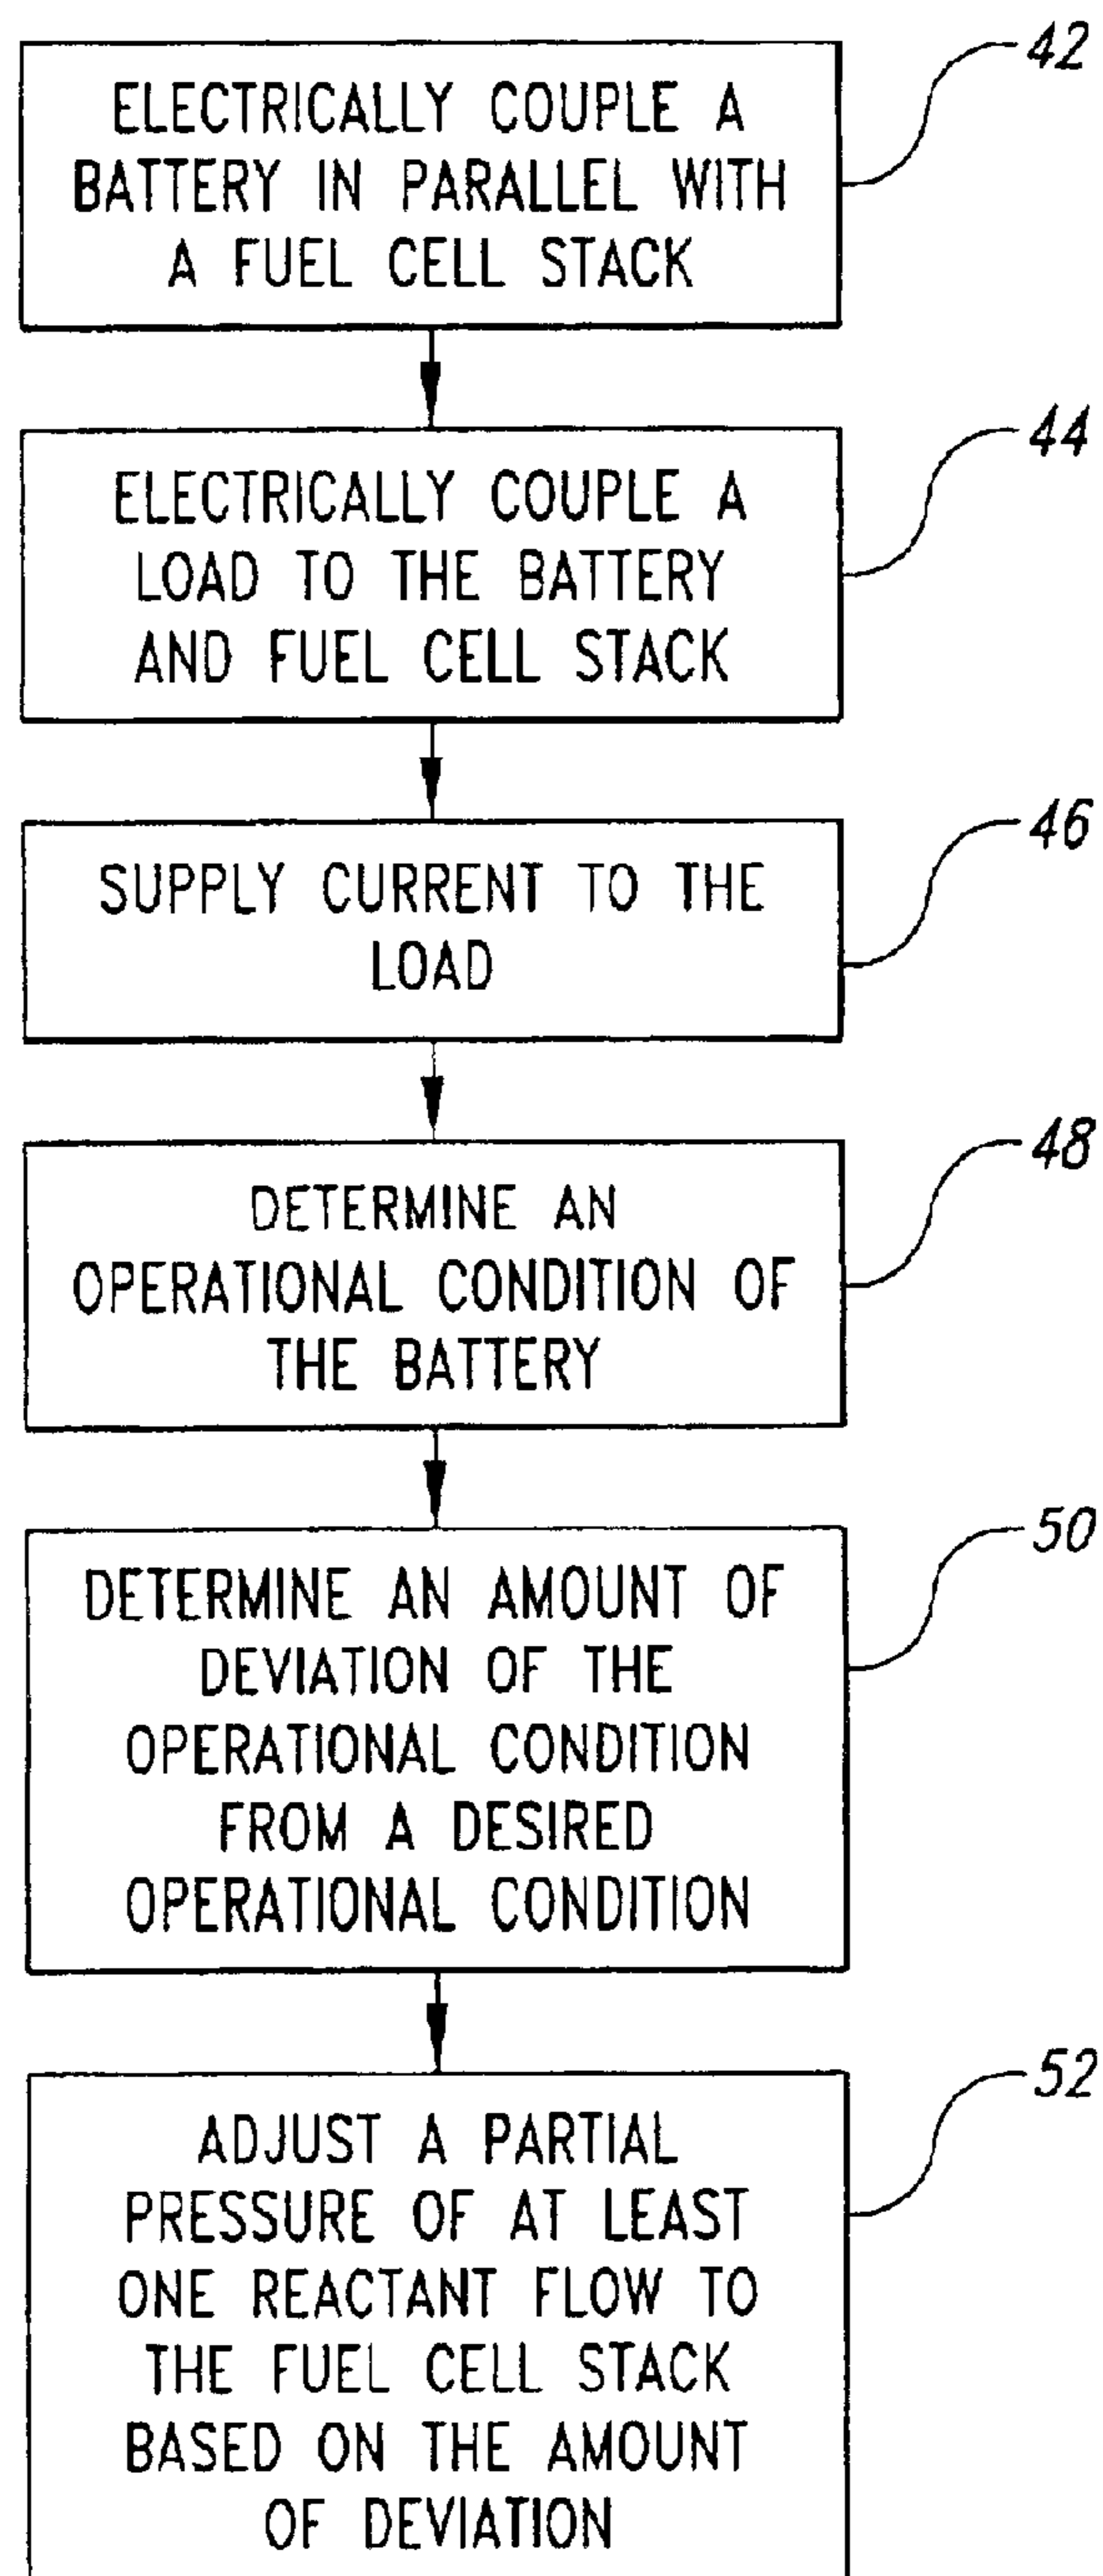 42
ELECTRICALLY COUPLE A
BATTERY IN PARALLEL WITH
A FUEL CELL STACK
44
ELECTRICALLY COUPLE A
LOAD TO THE BATTERY
AND FUEL CELL STACK
46
SUPPLY CURRENT TO THE
LOAD
48
DETERMINE AN
OPERATIONAL CONDITION OF
THE BATTERY
50
DETERMINE AN AMOUNT OF
DEVIATION OF THE
OPERATIONAL CONDITION
FROM A DESIRED
OPERATIONAL CONDITION
52
ADJUST A PARTIAL
PRESSURE OF AT LEAST
ONE REACTANT FLOW TO
THE FUEL CELL STACK
BASED ON THE AMOUNT
OF DEVIATION